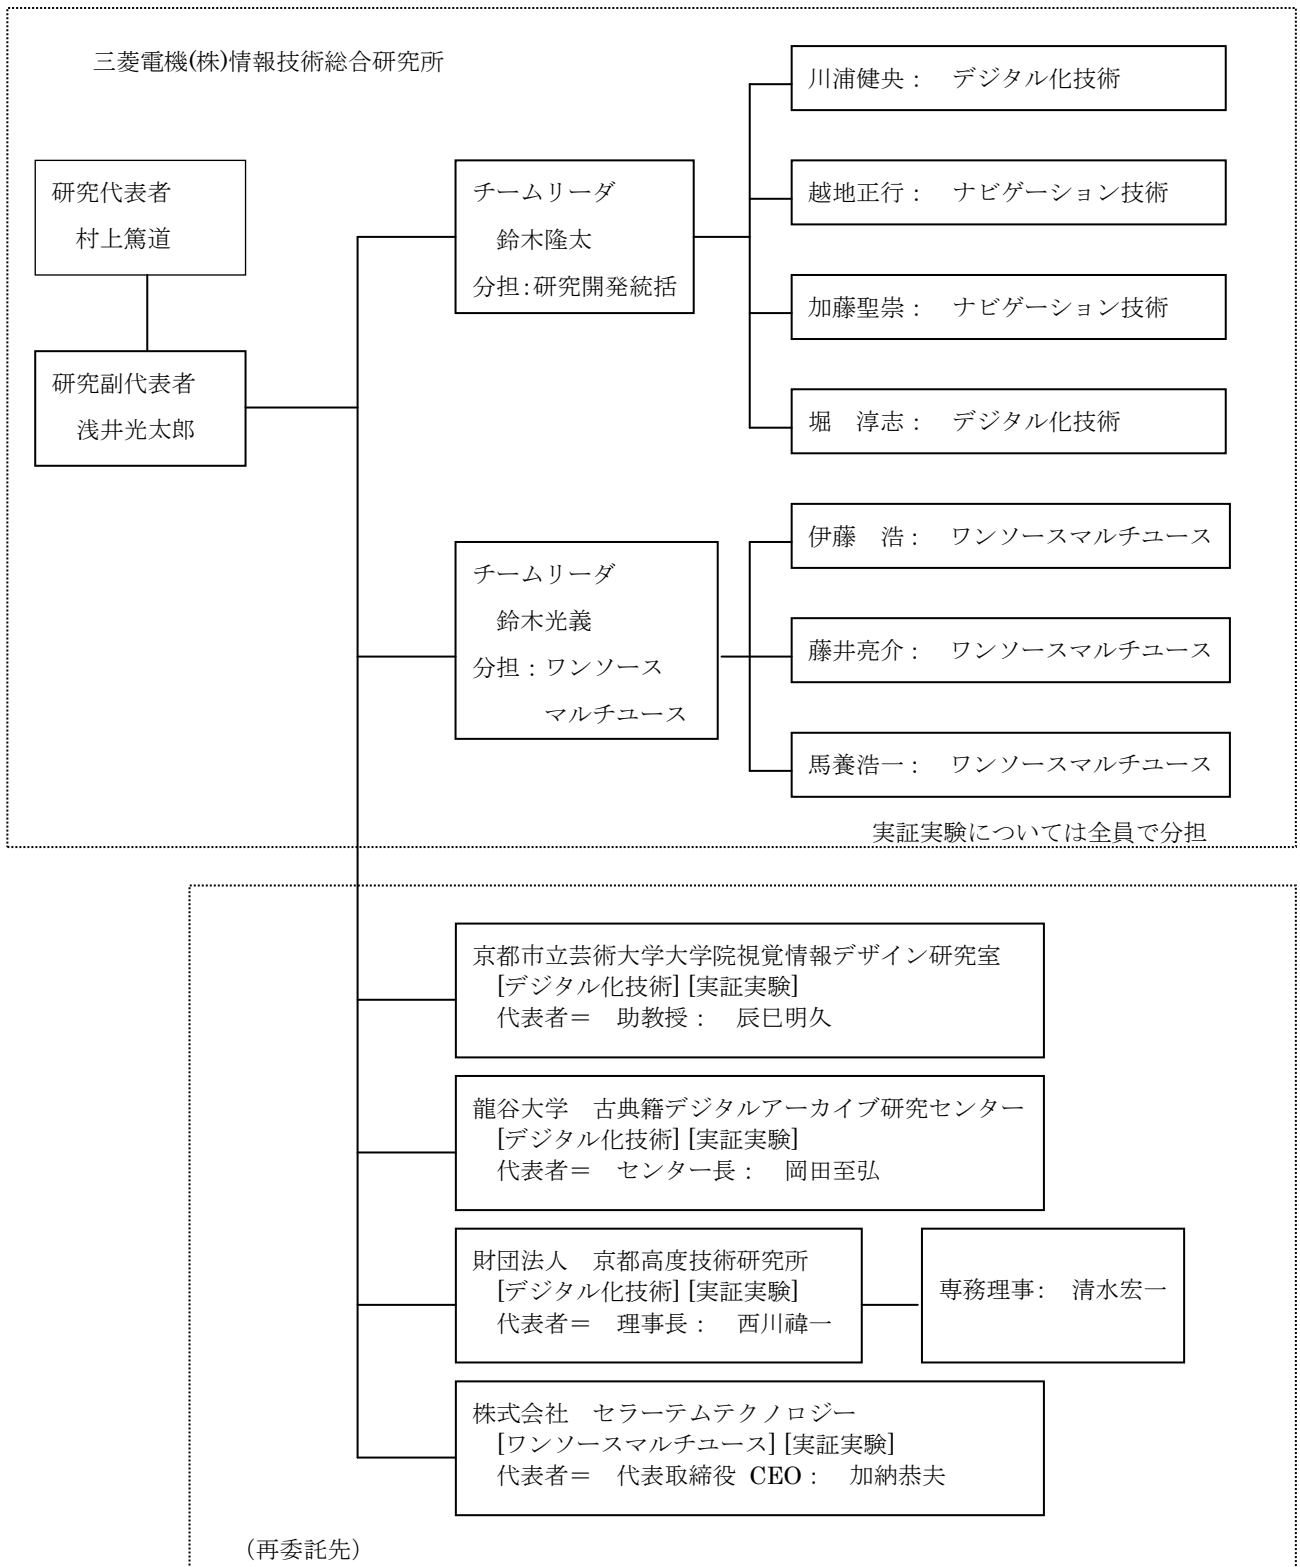 三菱電機(株)情報技術総合研究所
研究代表者
村上篤道
研究副代表者
浅井光太郎
チームリーダ
鈴木隆太
分担:研究開発統括
川浦健央： デジタル化技術
越地正行： ナビゲーション技術
加藤聖崇： ナビゲーション技術
堀　淳志： デジタル化技術
チームリーダ
鈴木光義
分担：ワンソース
マルチユース
伊藤　浩： ワンソースマルチユース
藤井亮介： ワンソースマルチユース
馬養浩一： ワンソースマルチユース
実証実験については全員で分担
京都市立芸術大学大学院視覚情報デザイン研究室
[デジタル化技術] [実証実験]
代表者＝　助教授：　辰巳明久
龍谷大学　古典籍デジタルアーカイブ研究センター
[デジタル化技術] [実証実験]
代表者＝　センター長：　岡田至弘
財団法人　京都高度技術研究所
[デジタル化技術] [実証実験]
代表者＝　理事長：　西川禕一
専務理事：　清水宏一
株式会社　セラーテムテクノロジー
[ワンソースマルチユース] [実証実験]
代表者＝　代表取締役 CEO：　加納恭夫
（再委託先）